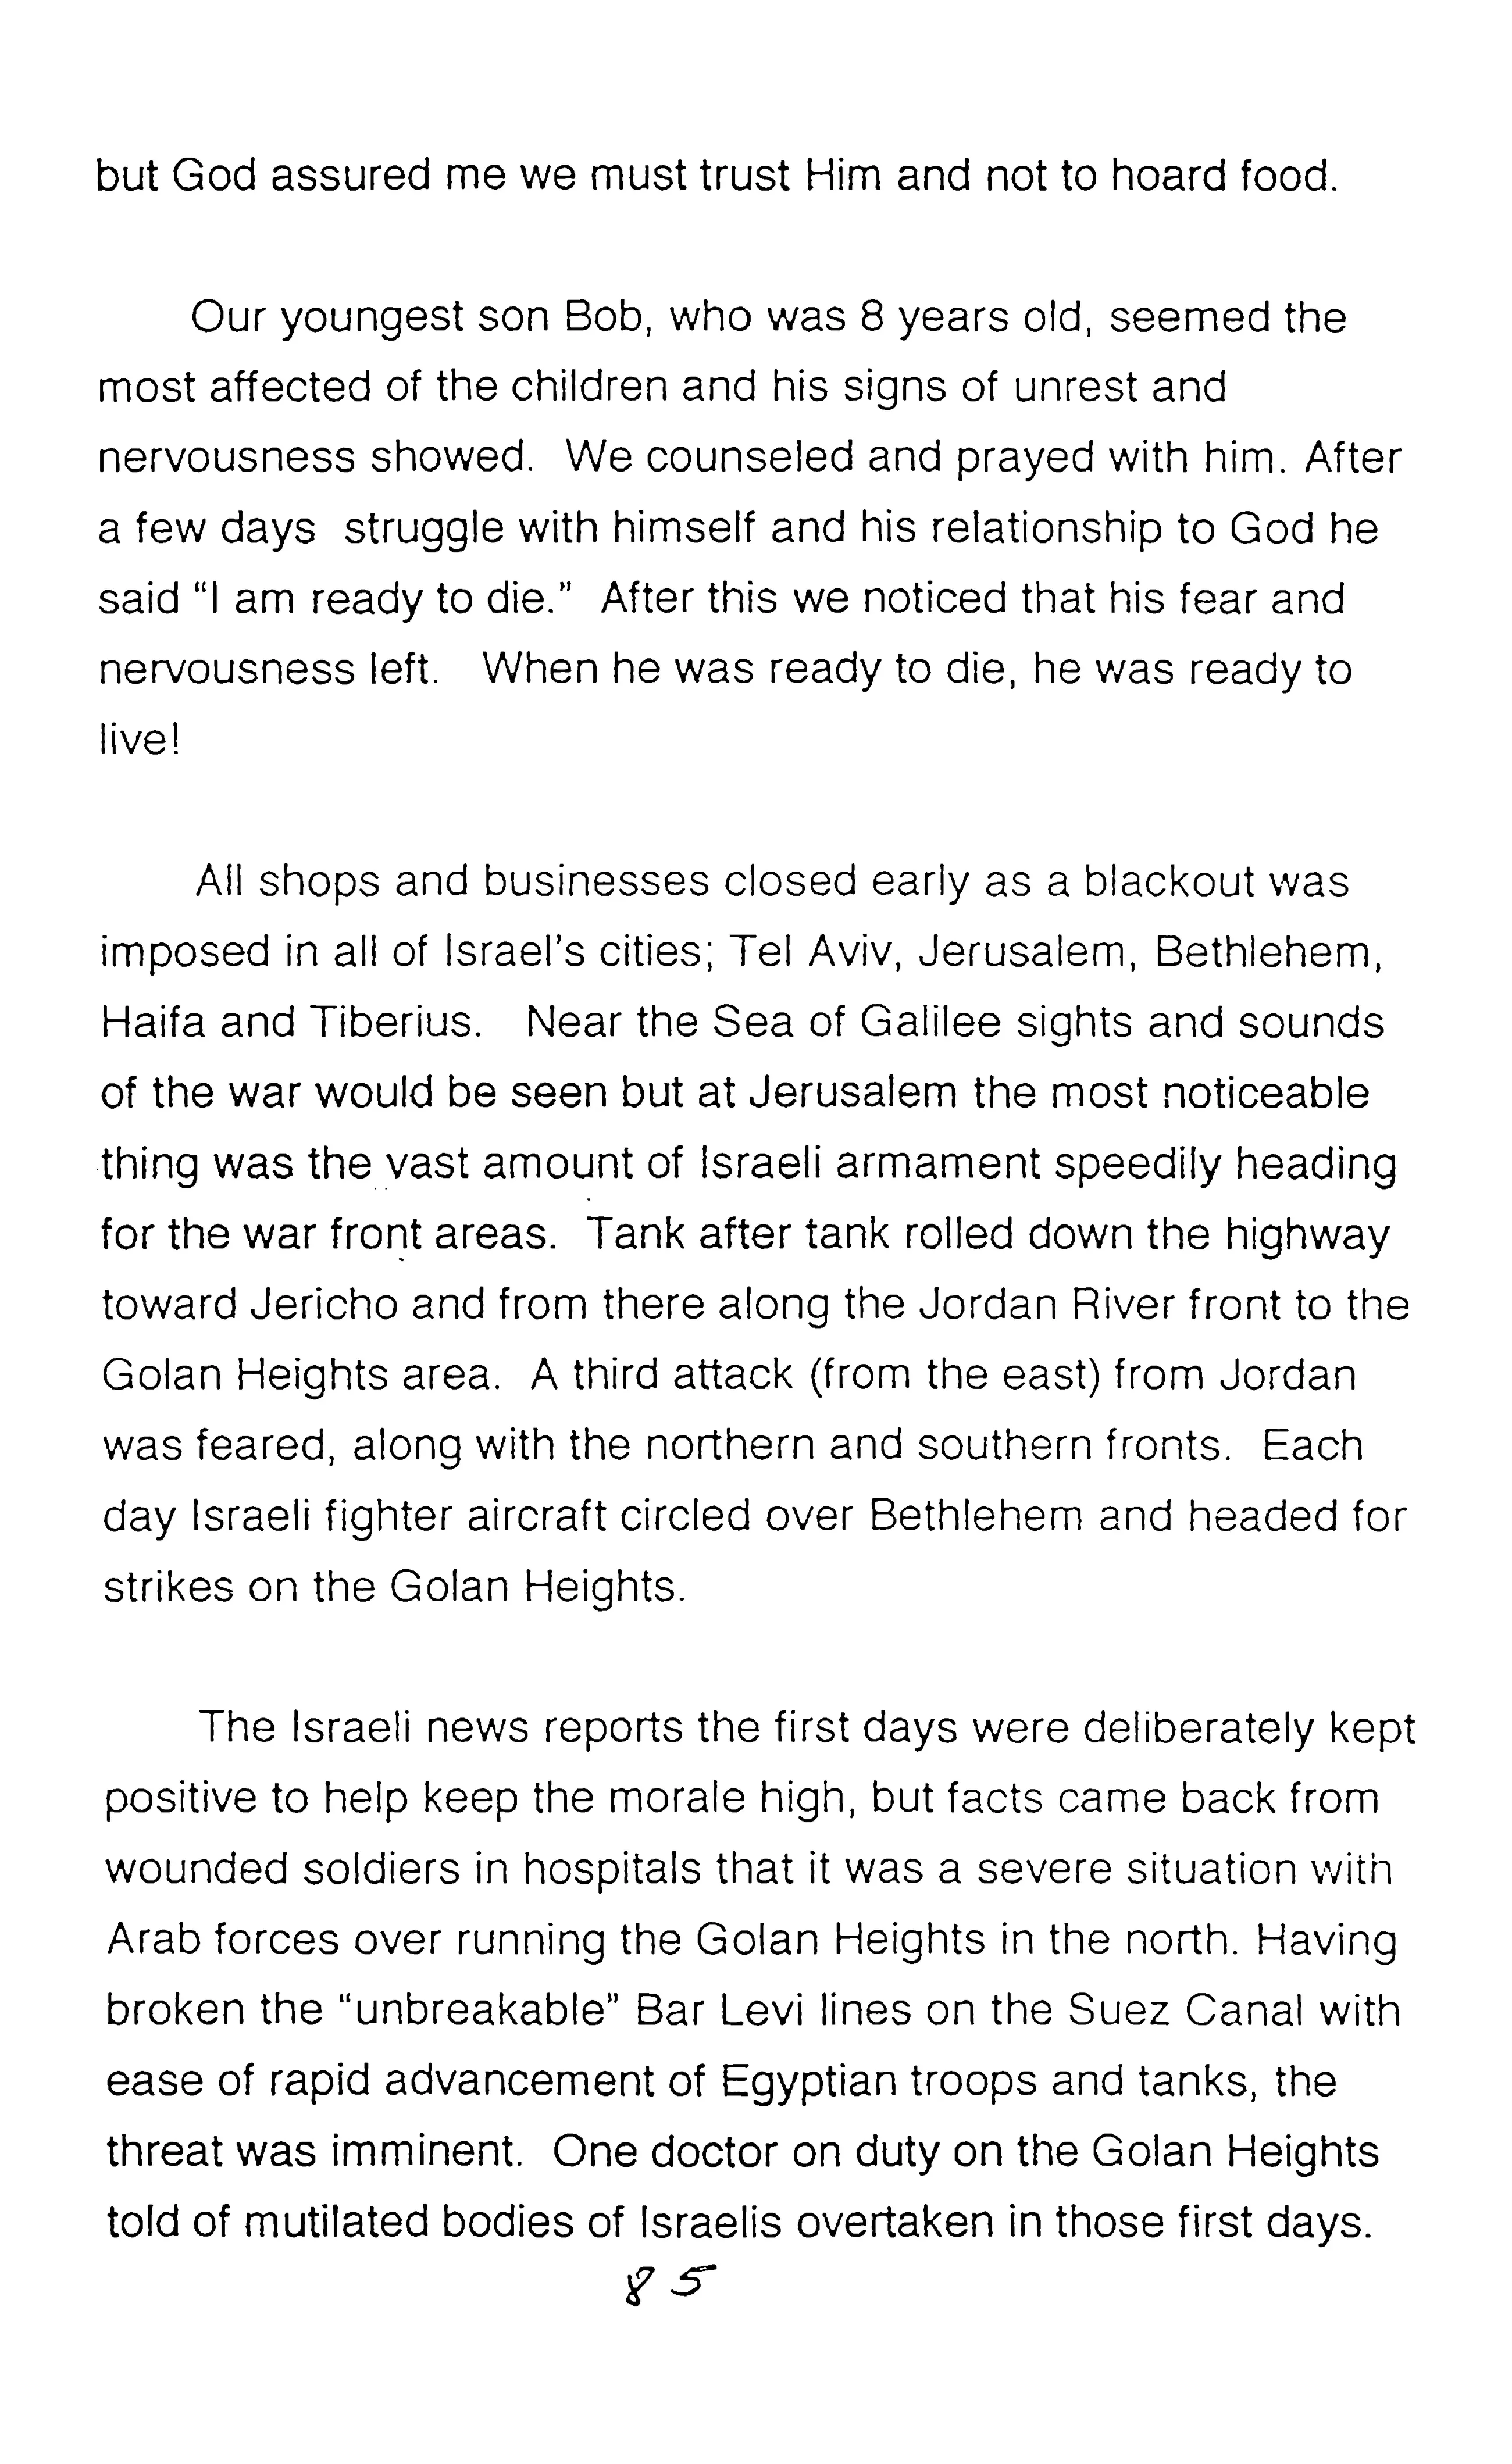 but God assured me we must trust Him and not to hoard food.
Our youngest son Bob, who was 8 years old, seemed the
most affected of the children and his signs of unrest and
nervousness showed. We counseled and prayed with him. After
a few days struggle with himself and his relationship to God he
said "I am ready to die." After this we noticed that his fear and
nervousness left. When he was ready to die, he was ready to
live!
All shops and businesses closed early as a blackout was
imposed in all of Israel's cities; Tel Aviv, Jerusalem, Bethlehem,
Haifa and Tiberius. Near the Sea of Galilee sights and sounds
of the war would be seen but at Jerusalem the most noticeable
thing was the vast amount of Israeli armament speedily heading
for the war front areas. Tank after tank rolled down the highway
toward Jericho and from there along the Jordan River front to the
Golan Heights area. A third attack (from the east) from Jordan
was feared, along with the northern and southern fronts. Each
day Israeli fighter aircraft circled over Bethlehem and headed for
strikes on the Golan Heights.
The Israeli news reports the first days were deliberately kept
positive to help keep the morale high, but facts came back from
wounded soldiers in hospitals that it was a severe situation with
Arab forces over running the Golan Heights in the north. Having
broken the "unbreakable" Bar Levi lines on the Suez Canal with
ease of rapid advancement of Egyptian troops and tanks, the
threat was imminent. One doctor on duty on the Golan Heights
told of mutilated bodies of Israelis overtaken in those first days.
85